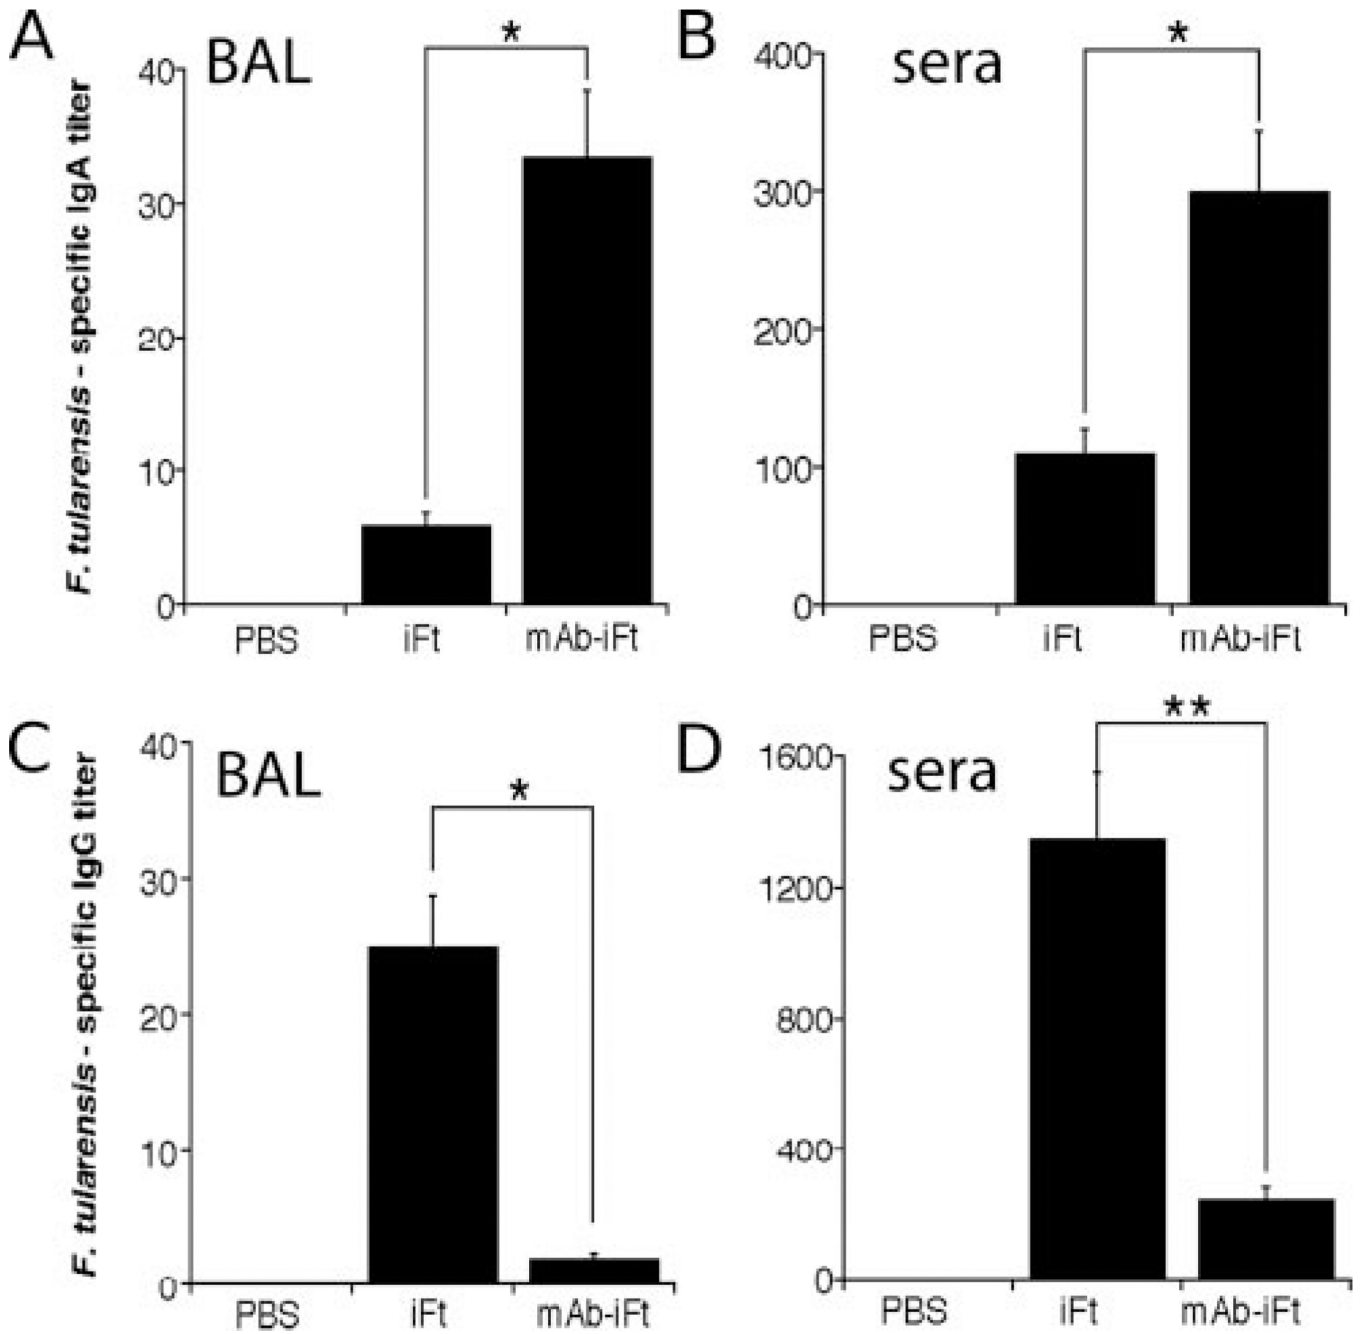 A
BAL
*
F. tularensis - specific IgA titer
40
30
20
10
0
PBS iFt mAb-iFt
B
sera
*
400
300
200
100
0
PBS iFt mAb-iFt
C
BAL
*
F. tularensis - specific IgG titer
40
30
20
10
0
PBS iFt mAb-iFt
D
sera
**
1600
1200
800
400
0
PBS iFt mAb-iFt